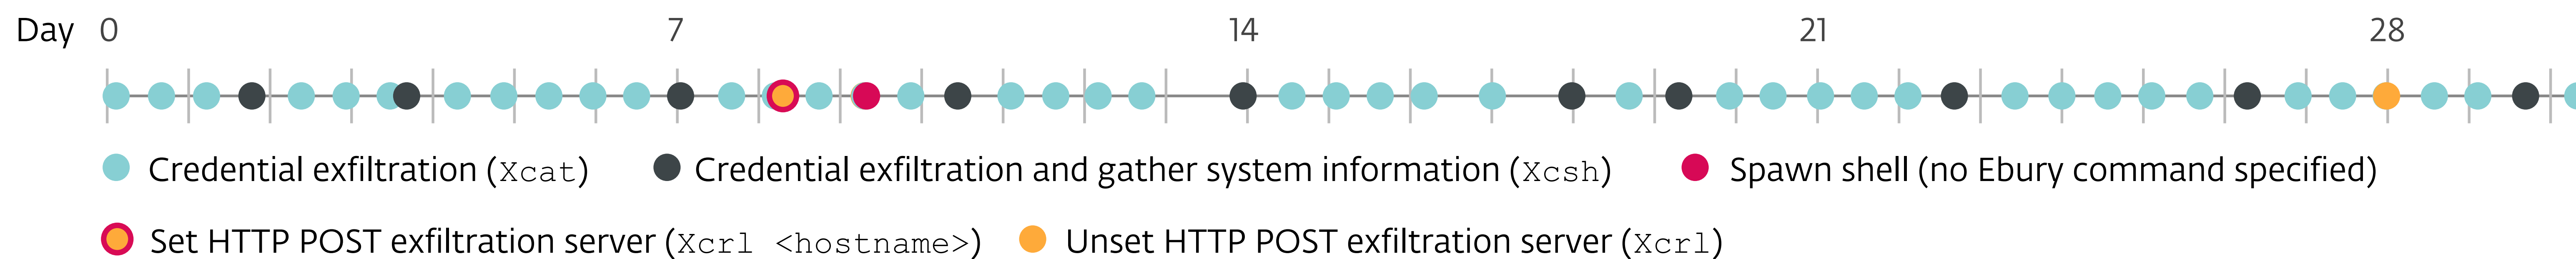 Day 0 7 14 21 28
Credential exfiltration (Xcat) Credential exfiltration and gather system information (Xcsh) Spawn shell (no Ebury command specified)
Set HTTP POST exfiltration server (Xcrl <hostname>) Unset HTTP POST exfiltration server (Xcrl)